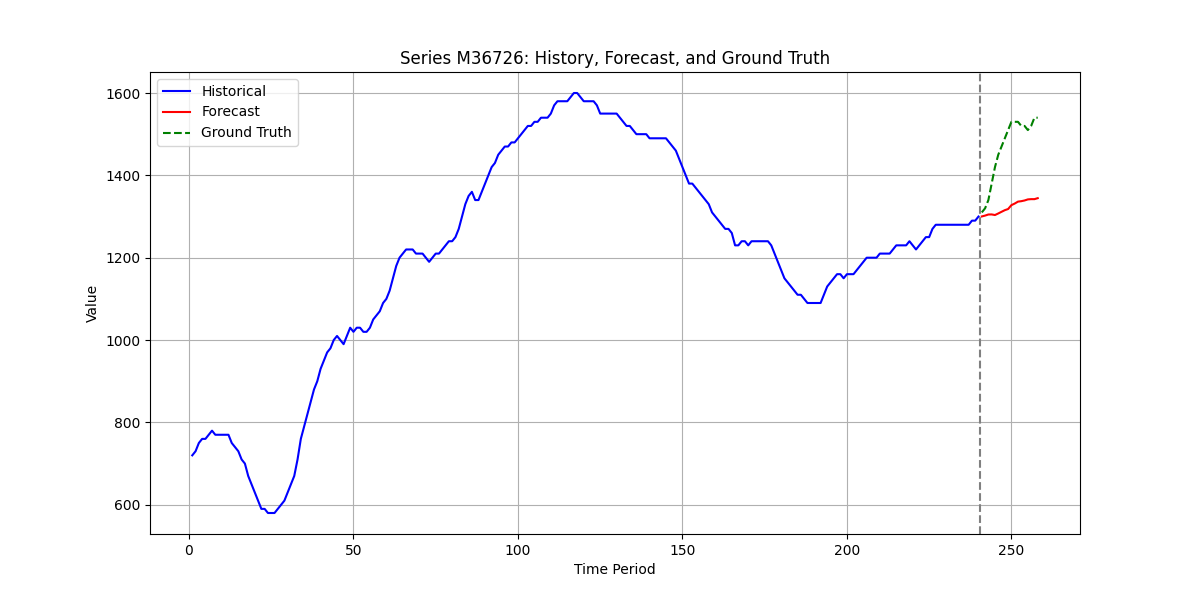 Series M36726: History, Forecast, and Ground Truth
Historical
Forecast
Ground Truth
Value
1600
1400
1200
1000
800
600
0 50 100 150 200 250
Time Period